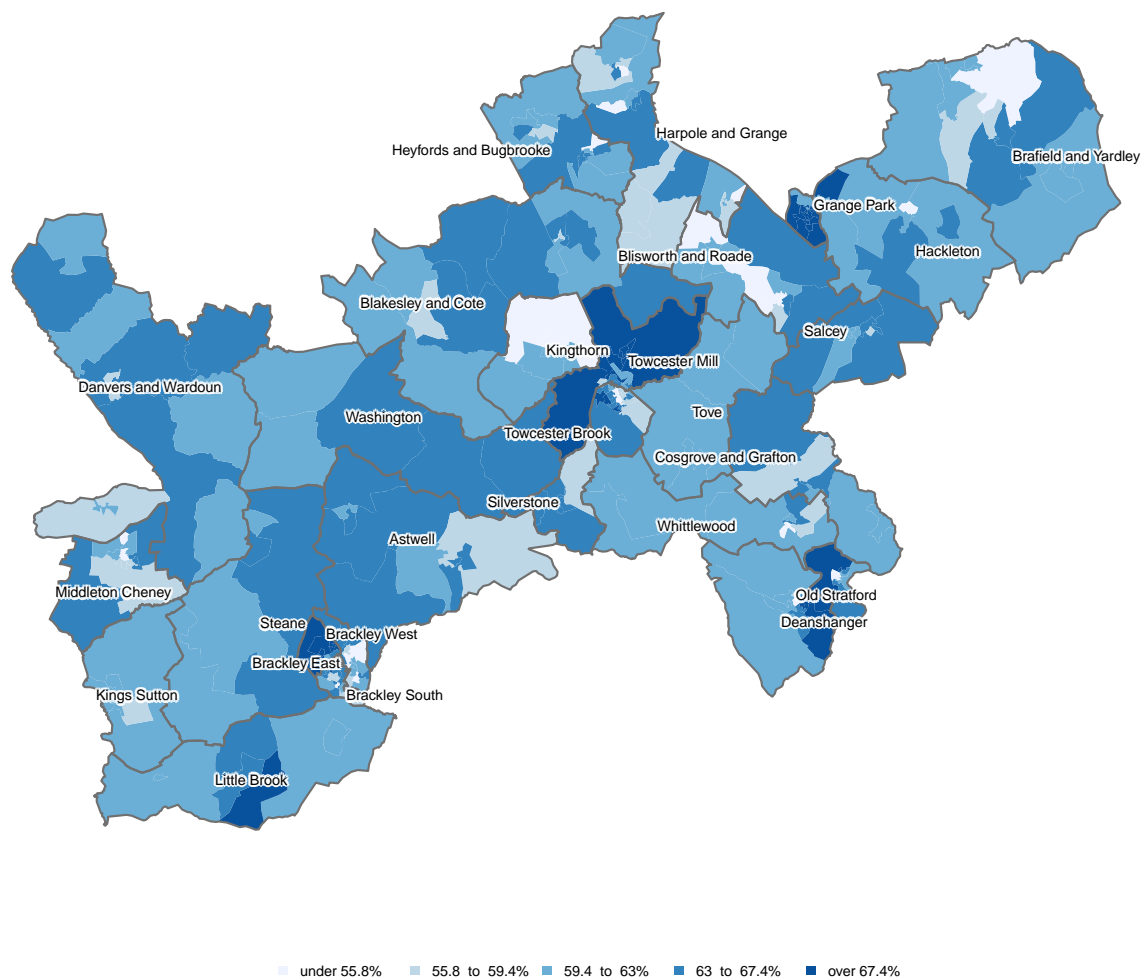 Harpole and Grange
Heyfords and Bugbrooke
Brafield and Yardley
Grange Park
Hackleton
Blisworth and Roade
Blakesley and Cote
Salcey
Kingthorn
Towcester Mill
Danvers and Wardoun
Washington
Tove
Towcester Brook
Cosgrove and Grafton
Silverstone
Whittlewood
Astwell
Middleton Cheney
Old Stratford
Deanshanger
Steane
Brackley West
Brackley East
Kings Sutton
Brackley South
Little Brook
under 55.8% 55.8 to 59.4% 59.4 to 63% 63 to 67.4% over 67.4%